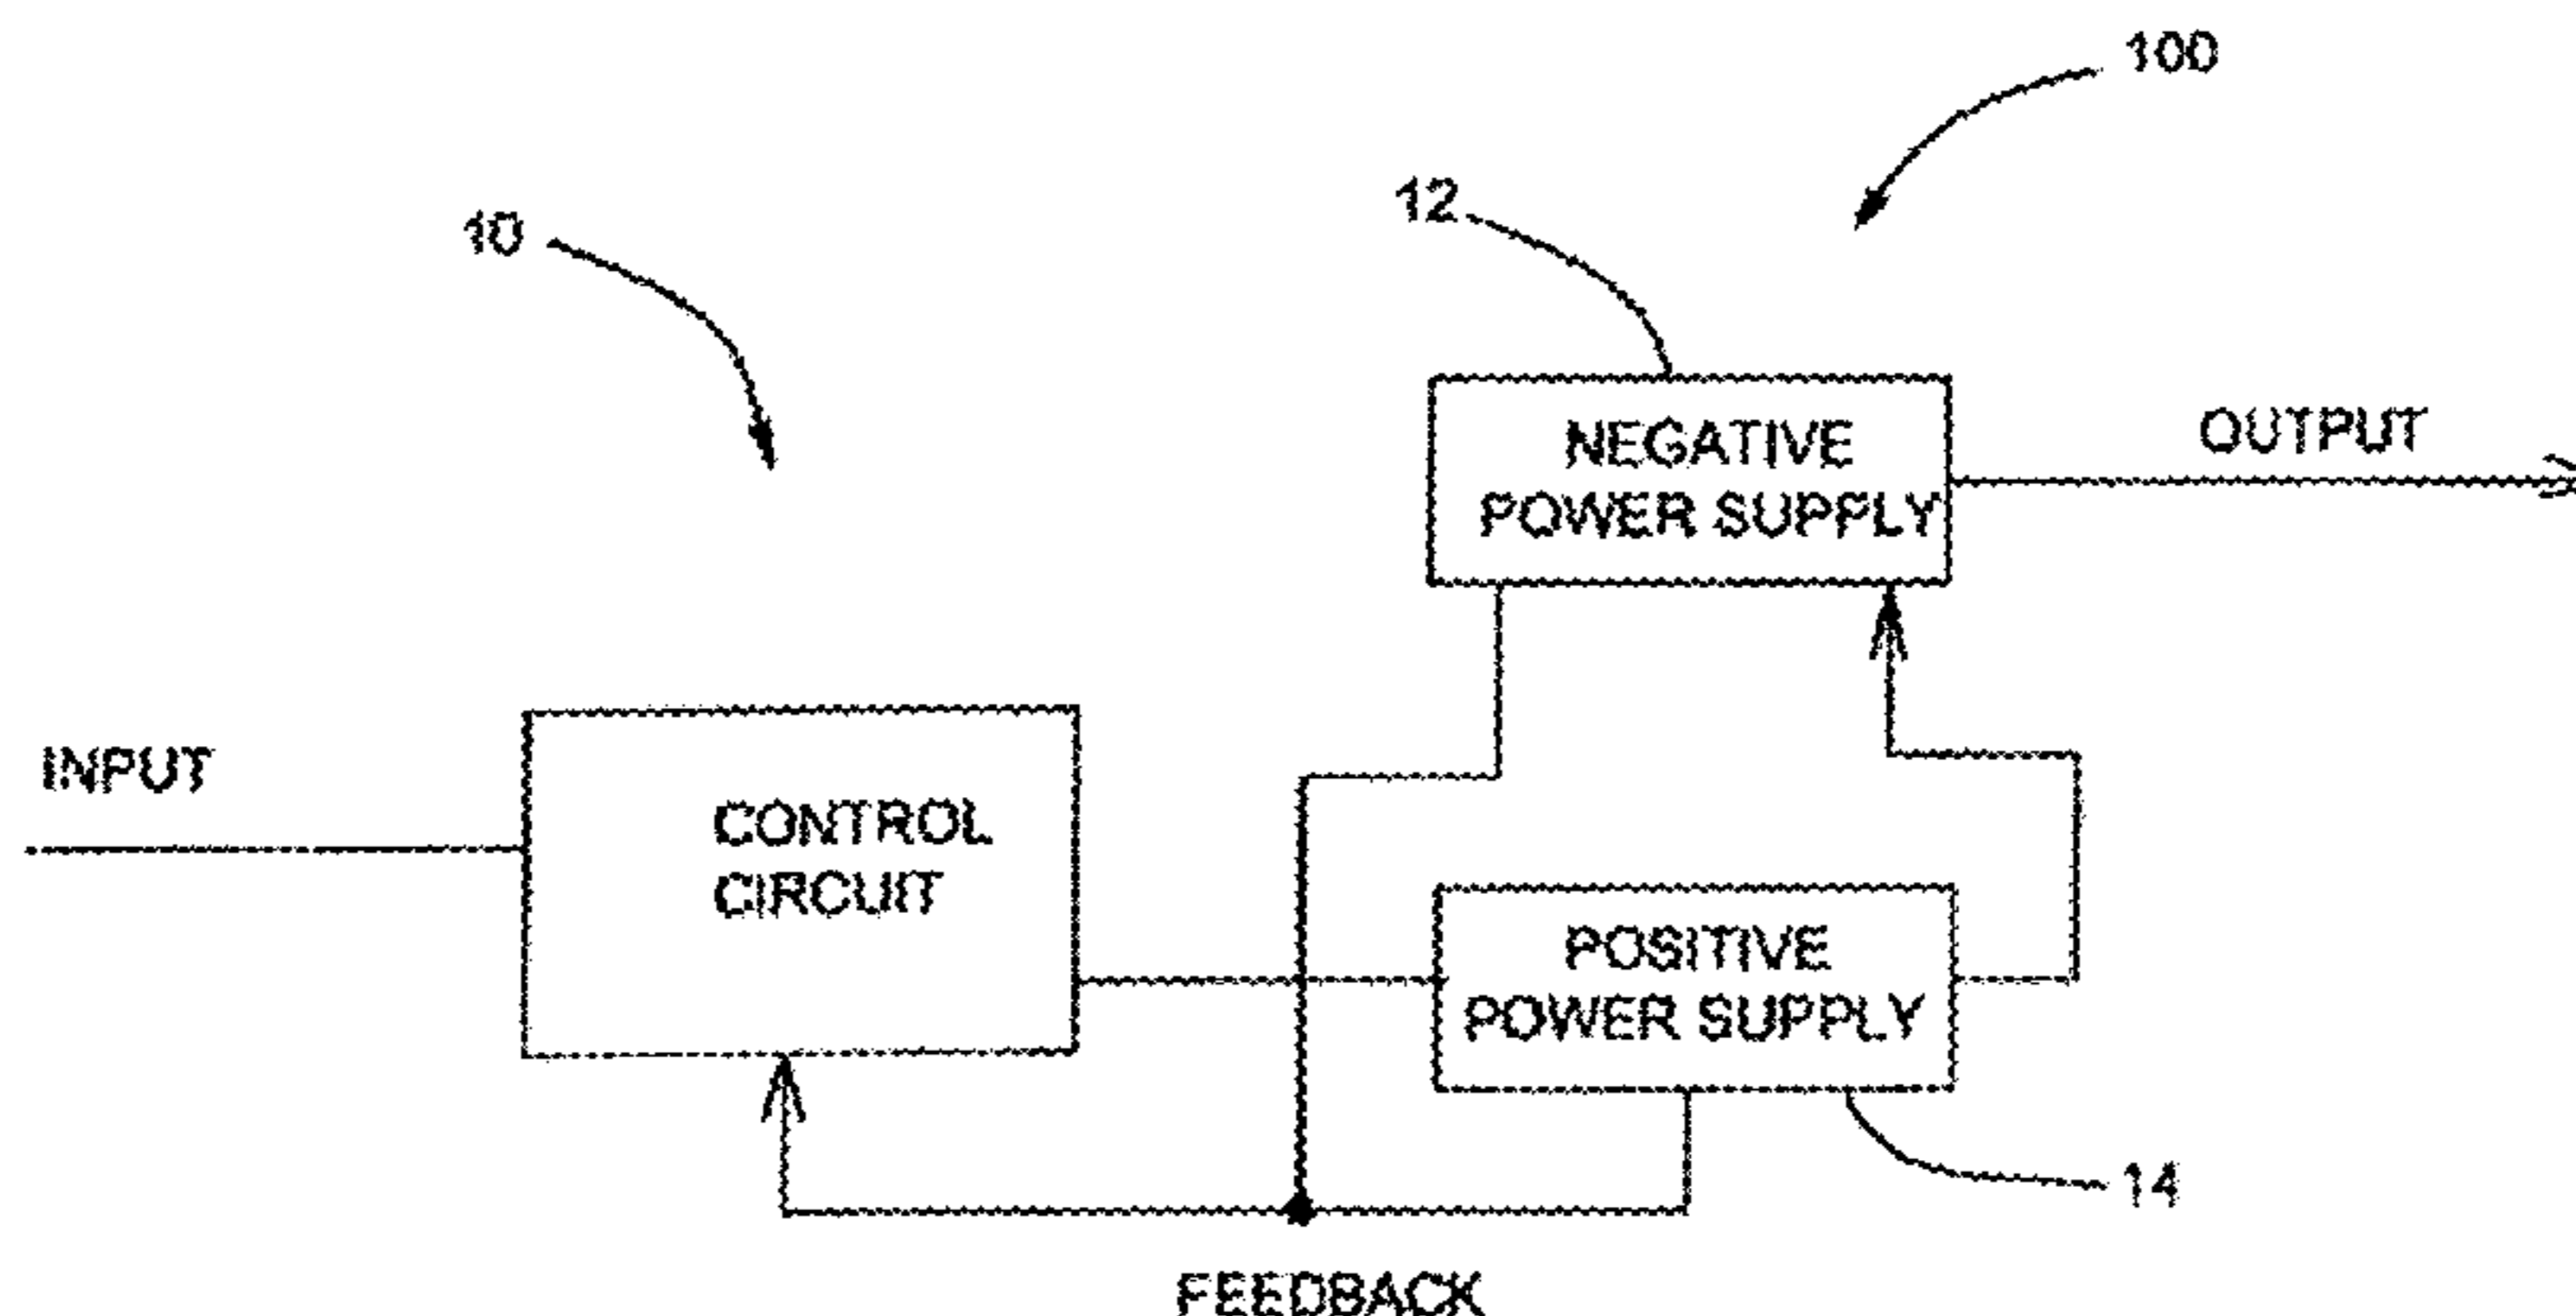 100
12
10
NEGATIVE
POWER SUPPLY
OUTPUT
INPUT
CONTROL
CIRCUIT
POSITIVE
POWER SUPPLY
14
FEEDBACK